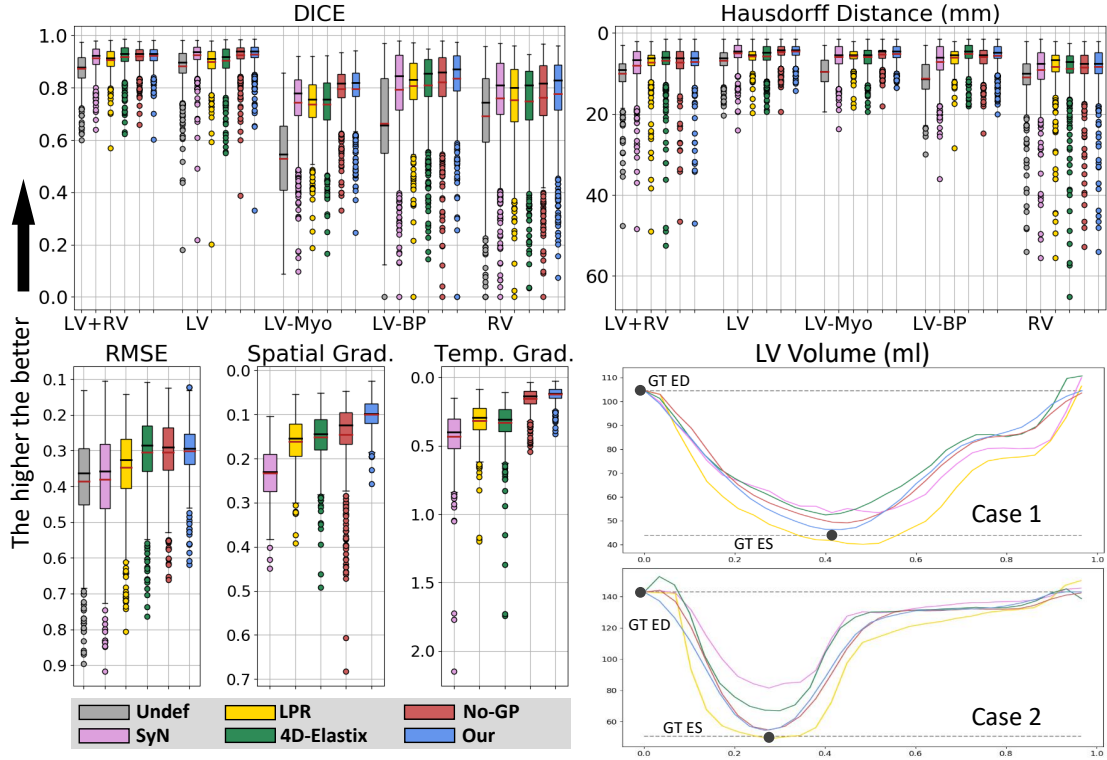 DICE
1.0
0.8
0.6
0.4
0.2
0.0
LV+RV LV LV-Myo LV-BP RV
Hausdorff Distance (mm)
0
20
40
60
LV+RV LV LV-Myo LV-BP RV
The higher the better
RMSE
0.1
0.2
0.3
0.4
0.5
0.6
0.7
0.8
0.9
Spatial Grad.
0.0
0.1
0.2
0.3
0.4
0.5
0.6
0.7
Temp. Grad.
0.0
0.5
1.0
1.5
2.0
LV Volume (ml)
GT ED
110
100
90
80
70
60
50
40
GT ES
Case 1
0.0 0.2 0.4 0.6 0.8 1.0
GT ED
140
120
100
80
60
GT ES
Case 2
0.0 0.2 0.4 0.6 0.8 1.0
Undef LPR No-GP
SyN 4D-Elastix Our